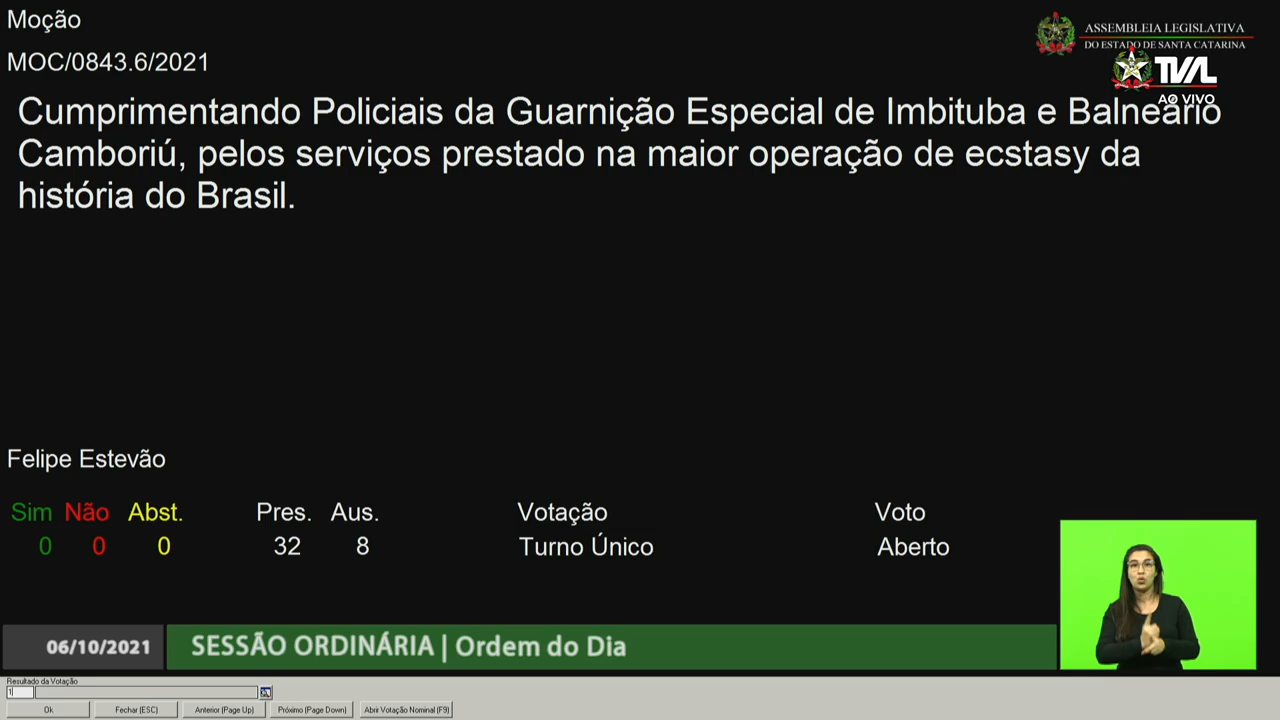 Moção
ASSEMBLEIA LEGISLATIVA
DO ESTADO DE SANTA CATARINA
MOC/0843.6/2021
TVAL
AO VIVO
Cumprimentando Policiais da Guarnição Especial de Imbituba e Balneário
Camboriú, pelos serviços prestado na maior operação de ecstasy da
história do Brasil.
Felipe Estevão
Sim Não Abst. Pres. Aus. Votação Voto
0 0 0 32 8 Turno Único Aberto
06/10/2021 SESSÃO ORDINÁRIA | Ordem do Dia
Resultado da Votação
1
Ok Fechar (ESC) Anterior (Page Up) Próximo (Page Down) Abrir Votação Nominal (F9)